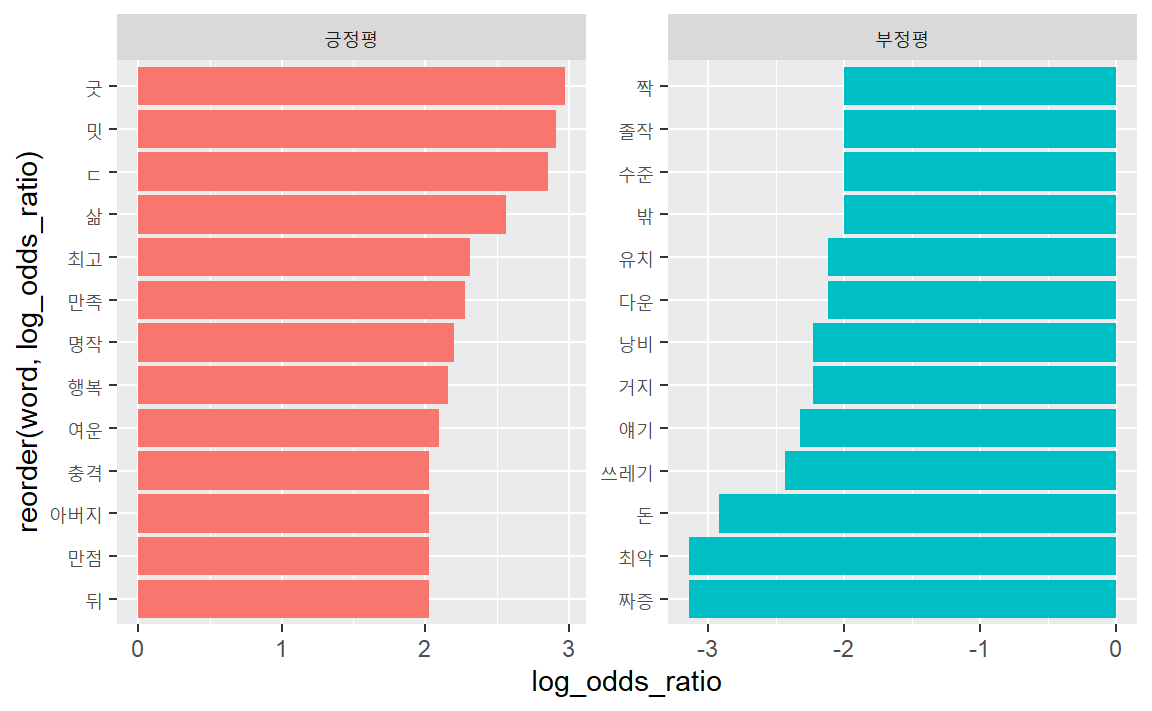 긍정평
부정평
굿
밋
ㄷ
삶
최고
만족
명작
행복
여운
충격
아버지
만점
뒤
짝
졸작
수준
밖
유치
다운
낭비
거지
얘기
쓰레기
돈
최악
짜증
0 1 2 3
-3 -2 -1 0
log_odds_ratio
reorder(word, log_odds_ratio)